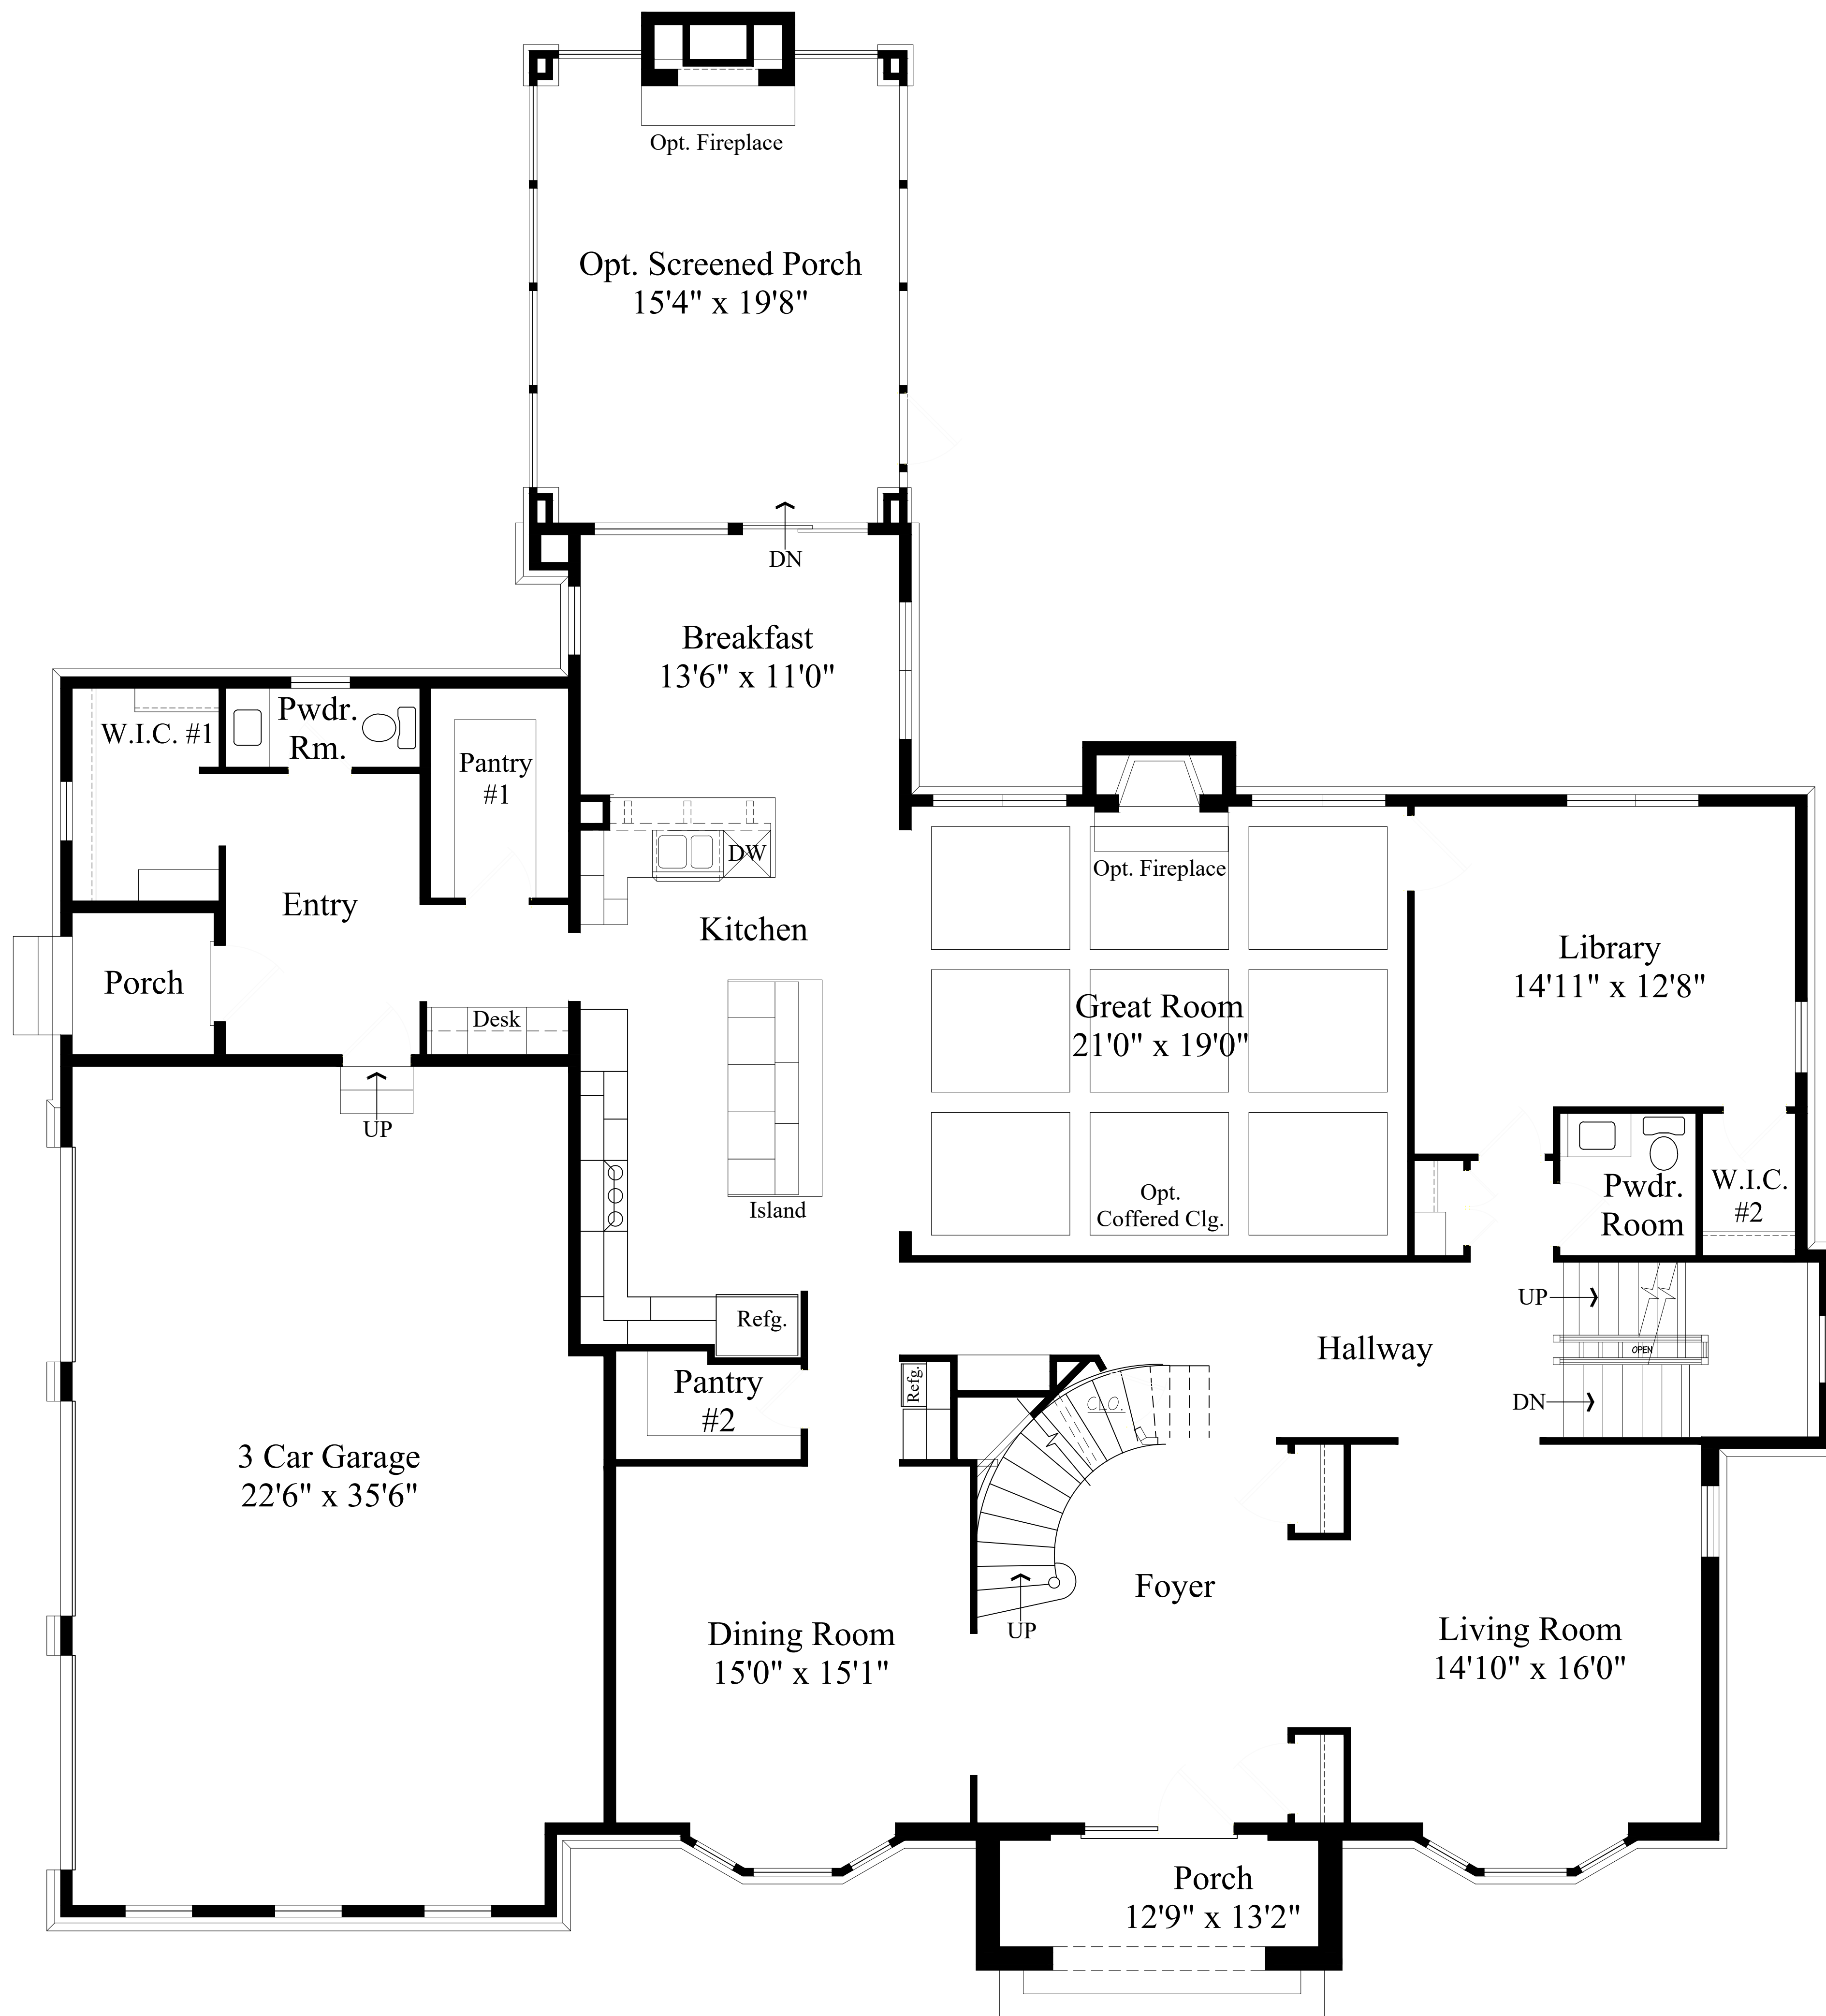 Opt. Fireplace
Opt. Screened Porch
15'4" x 19'8"
DN
Breakfast
13'6" x 11'0"
W.I.C. #1
Pwdr.
Rm.
Pantry
#1
DW
Opt. Fireplace
Entry
Kitchen
Library
14'11" x 12'8"
Porch
Desk
Great Room
21'0" x 19'0"
UP
Island
Opt.
Coffered Clg.
Pwdr.
Room
W.I.C.
#2
UP
Refg.
Hallway
OPEN
Pantry
#2
Refg.
CLO.
DN
3 Car Garage
22'6" x 35'6"
Foyer
UP
Dining Room
15'0" x 15'1"
Living Room
14'10" x 16'0"
Porch
12'9" x 13'2"